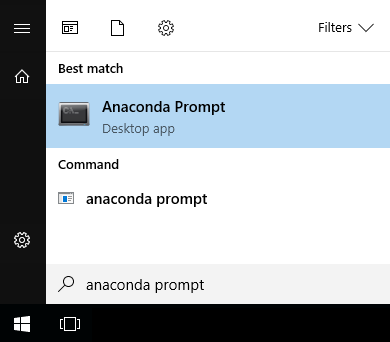 Filters
Best match
Anaconda Prompt
Desktop app
Command
anaconda prompt
anaconda prompt